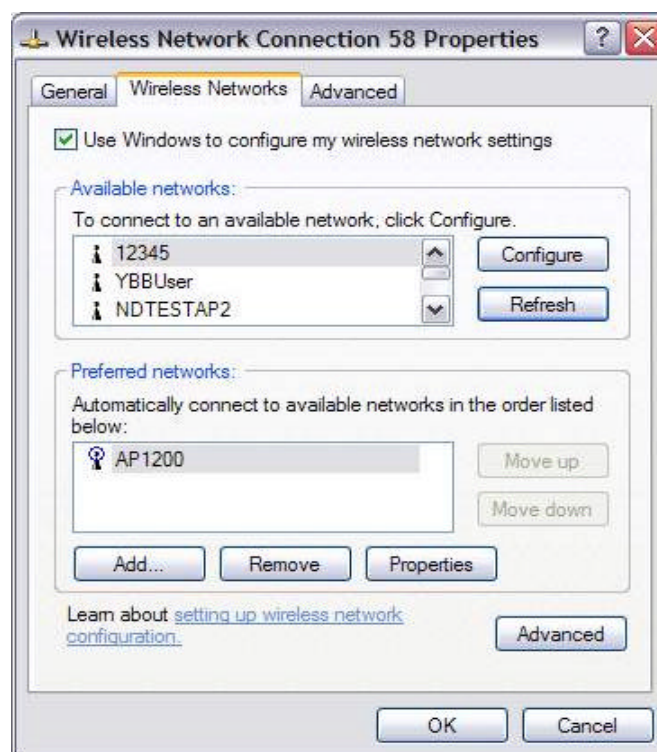 Wireless Network Connection 58 Properties
?
General Wireless Networks Advanced
Use Windows to configure my wireless network settings
Available networks:
To connect to an available network, click Configure.
12345
Configure
YBBUser
NDTESTAP2
Refresh
Preferred networks:
Automatically connect to available networks in the order listed
below:
AP1200
Move up
Move down
Add... Remove Properties
Learn about setting up wireless network
configuration.
Advanced
OK Cancel